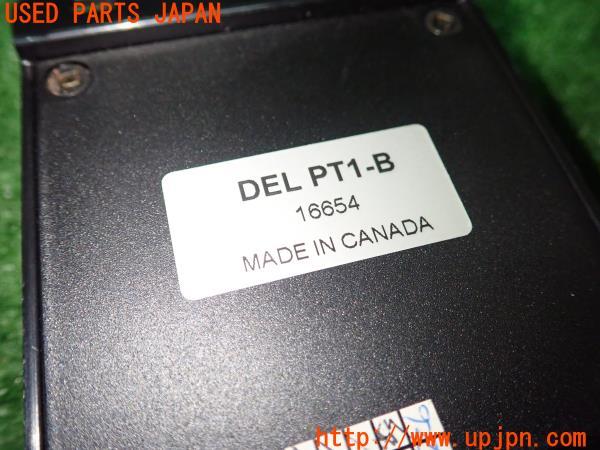 USED PARTS JAPAN
DEL PT1-B
16654
MADE IN CANADA
http://www.upjpn.com